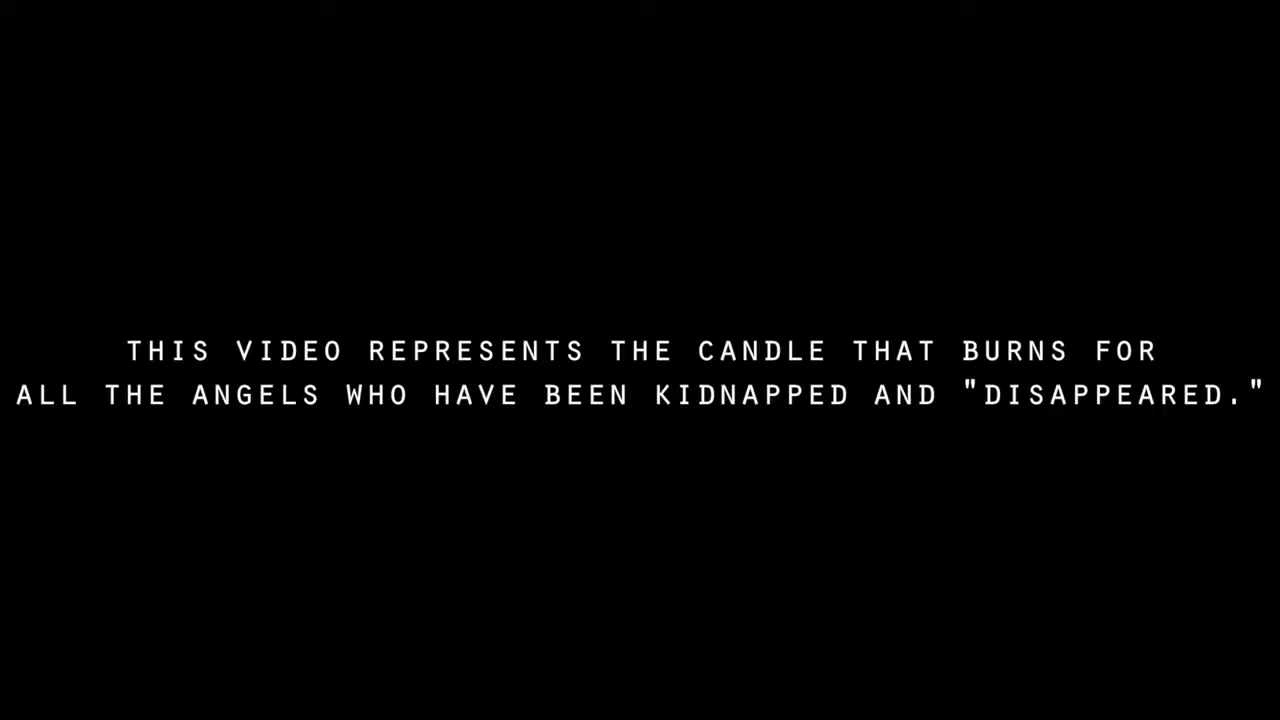 THIS VIDEO REPRESENTS THE CANDLE THAT BURNS FOR
ALL THE ANGELS WHO HAVE BEEN KIDNAPPED AND "DISAPPEARED."